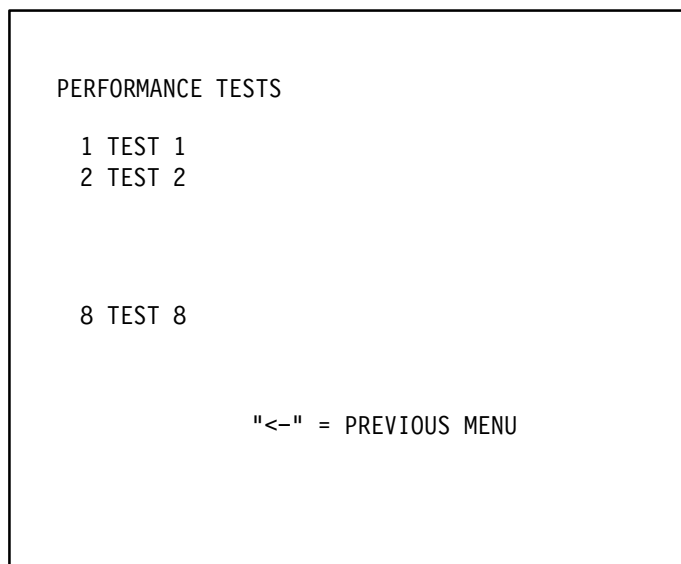 PERFORMANCE TESTS
1 TEST 1
2 TEST 2
8 TEST 8
"<–" = PREVIOUS MENU